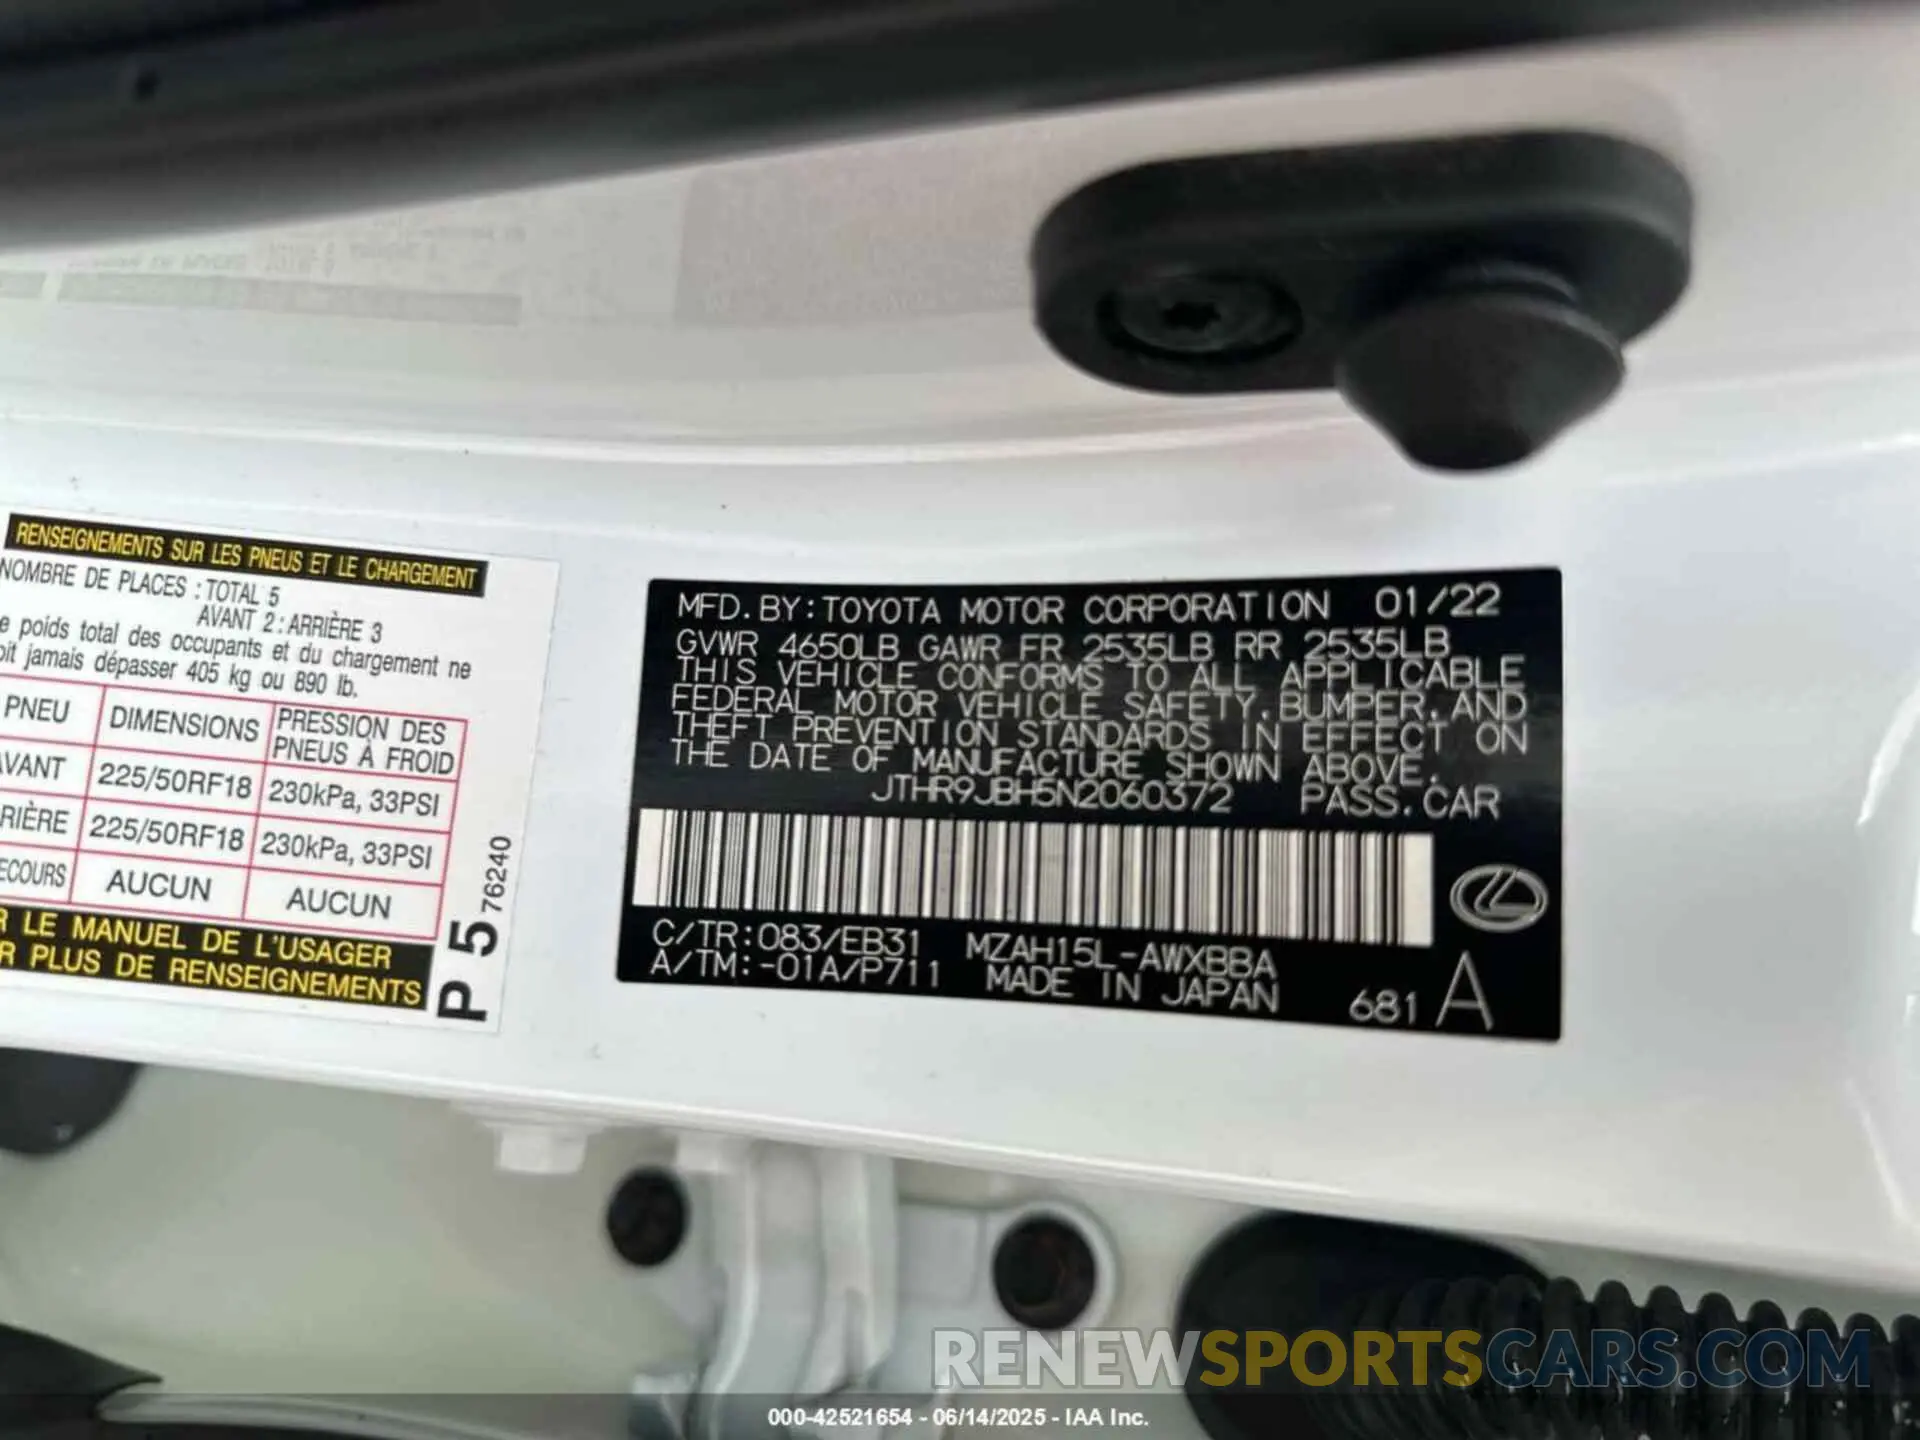 RENSEIGNEMENTS SUR LES PNEUS ET LE CHARGEMENT
NOMBRE DE PLACES : TOTAL 5
AVANT 2 : ARRIÈRE 3
poids total des occupants et du chargement ne
jamais dépasser 405 kg ou 890 lb.
PNEU DIMENSIONS PRESSION DES PNEUS À FROID
AVANT 225/50RF18 230kPa, 33PSI
225/50RF18 230kPa, 33PSI
AUCUN AUCUN
LE MANUEL DE L'USAGER
PLUS DE RENSEIGNEMENTS
P 5 76240
MFD. BY: TOYOTA MOTOR CORPORATION 01/22
GVWR 4650LB GAWR FR 2535LB RR 2535LB
THIS VEHICLE CONFORMS TO ALL APPLICABLE
FEDERAL MOTOR VEHICLE SAFETY, BUMPER, AND
THEFT PREVENTION STANDARDS IN EFFECT ON
THE DATE OF MANUFACTURE SHOWN ABOVE.
JTHR9JBH5N2060372 PASS. CAR
C/TR: 083/EB31 MZAH15L-AWXBBA
A/TM: -01A/P711 MADE IN JAPAN 681 A
RENEWSPORTSCARS.COM
000-42521654 - 06/14/2025 - IAA Inc.